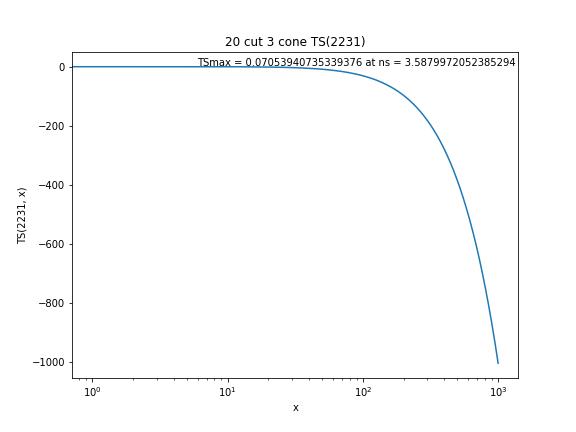 20 cut 3 cone TS(2231)
TSmax = 0.07053940735339376 at ns = 3.5879972052385294
0
−200
−400
−600
−800
−1000
TS(2231, x)
10⁰ 10¹ 10² 10³
x